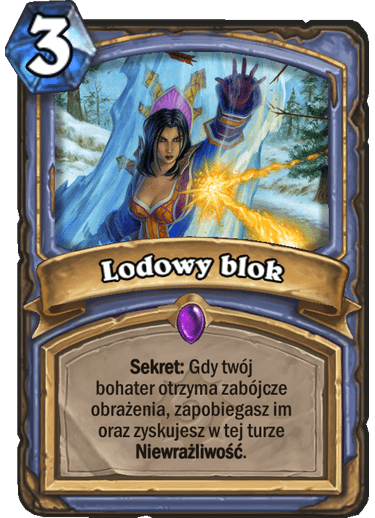 3
Lodowy blok
Sekret: Gdy twój
bohater otrzyma zabójcze
obrażenia, zapobiegasz im
oraz zyskujesz w tej turze
Niewrażliwość.